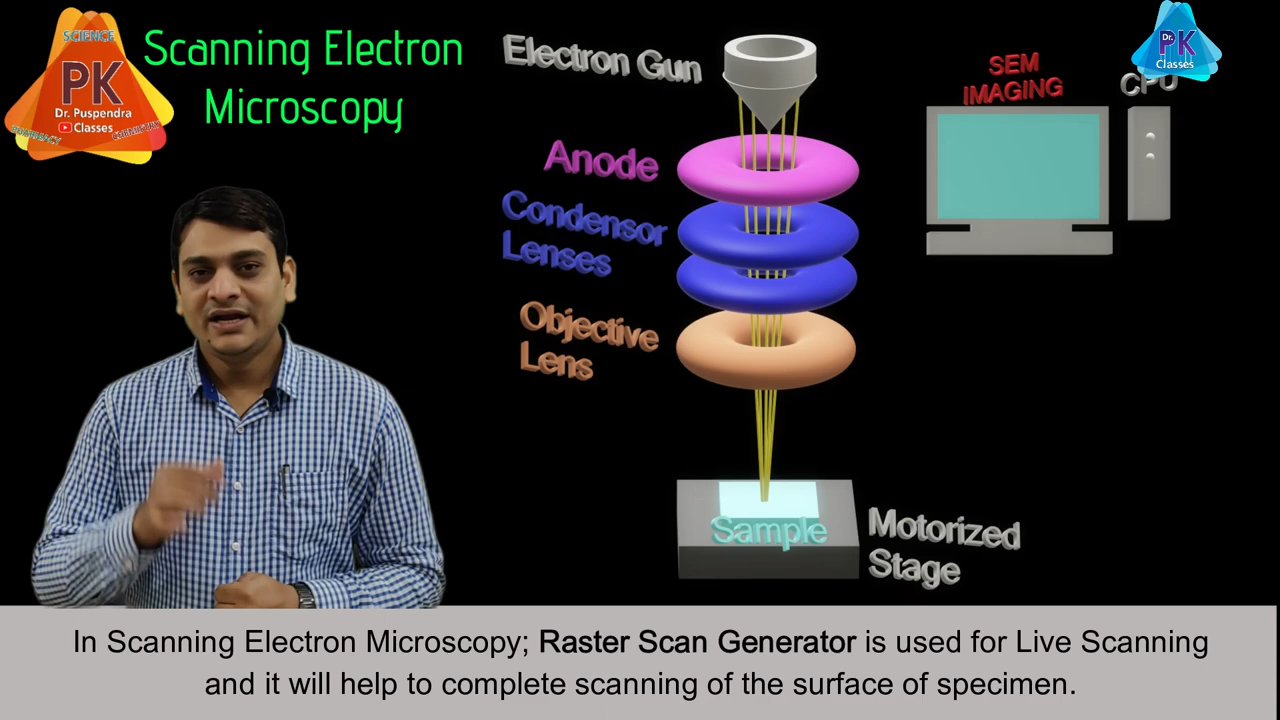 SCIENCE
PK
Dr. Puspendra
Classes
PHARMACY
CHEMISTRY
Scanning Electron
Microscopy
Electron Gun
Anode
Condensor
Lenses
Objective
Lens
Sample
Motorized
Stage
SEM
IMAGING
CPU
Dr.
PK
Classes
In Scanning Electron Microscopy; Raster Scan Generator is used for Live Scanning
and it will help to complete scanning of the surface of specimen.